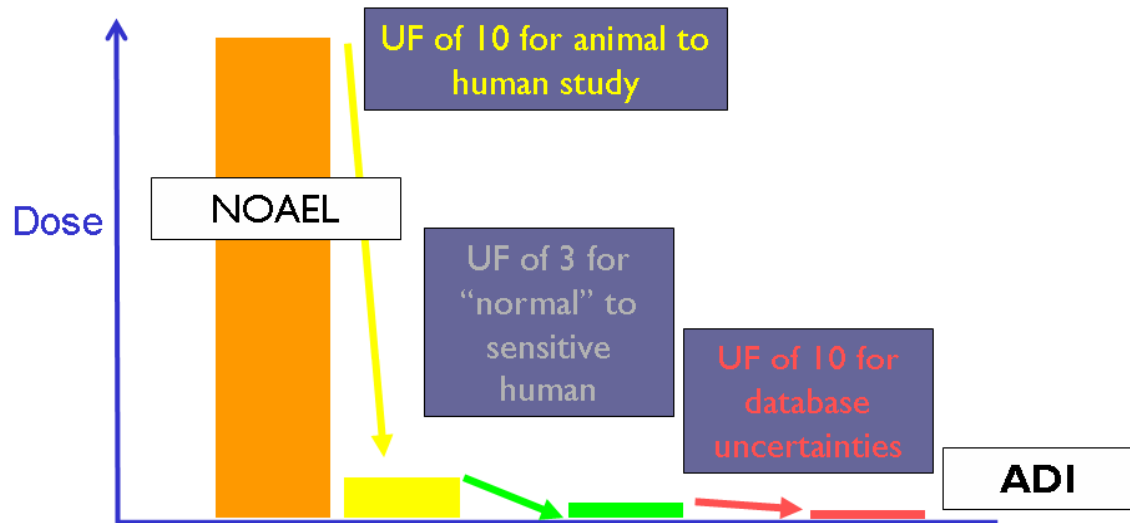 UF of 10 for animal to
human study
NOAEL
Dose
UF of 3 for
“normal” to
sensitive
human
UF of 10 for
database
uncertainties
ADI